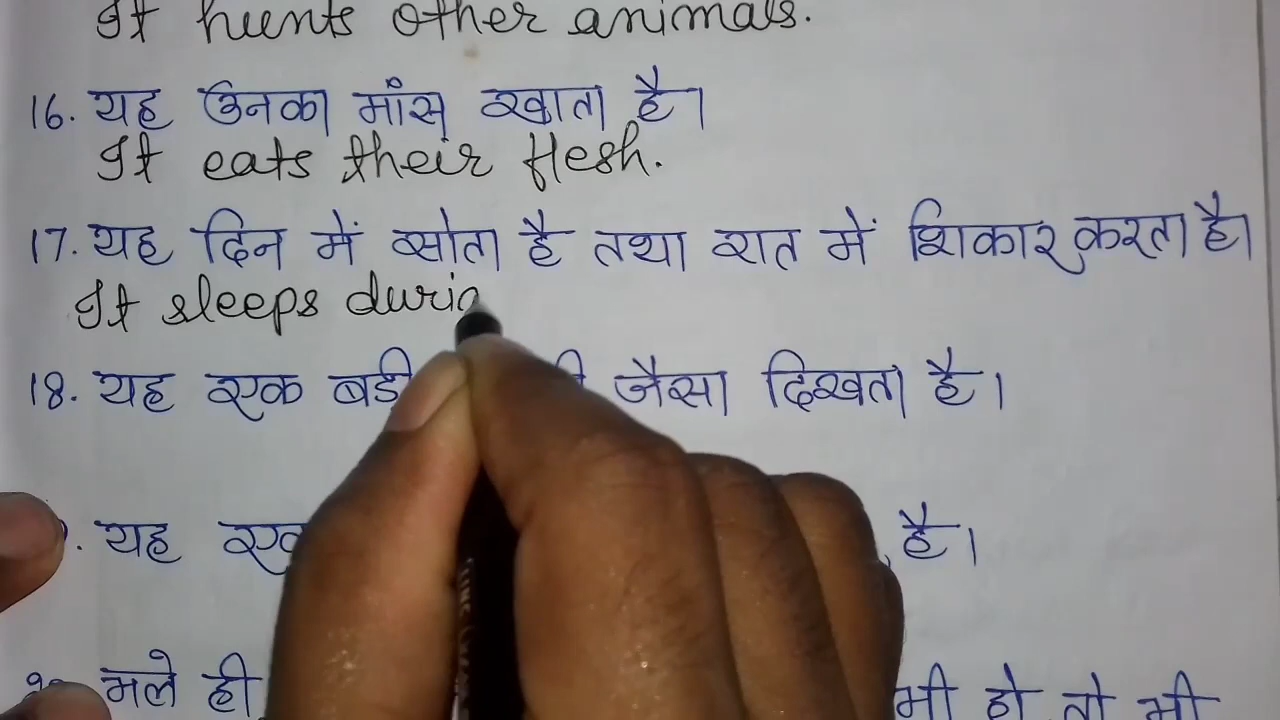 It hunts other animals.
16. यह उनका मांस खाता है।
It eats their flesh.
17. यह दिन में सोता है तथा रात में शिकार करता है।
It sleeps durin
18. यह एक बडी जैसा दिखता है।
यह है।
भले ही भी हो तो भी